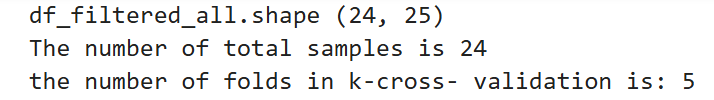 df_filtered_all.shape (24, 25)
The number of total samples is 24
the number of folds in k-cross- validation is: 5